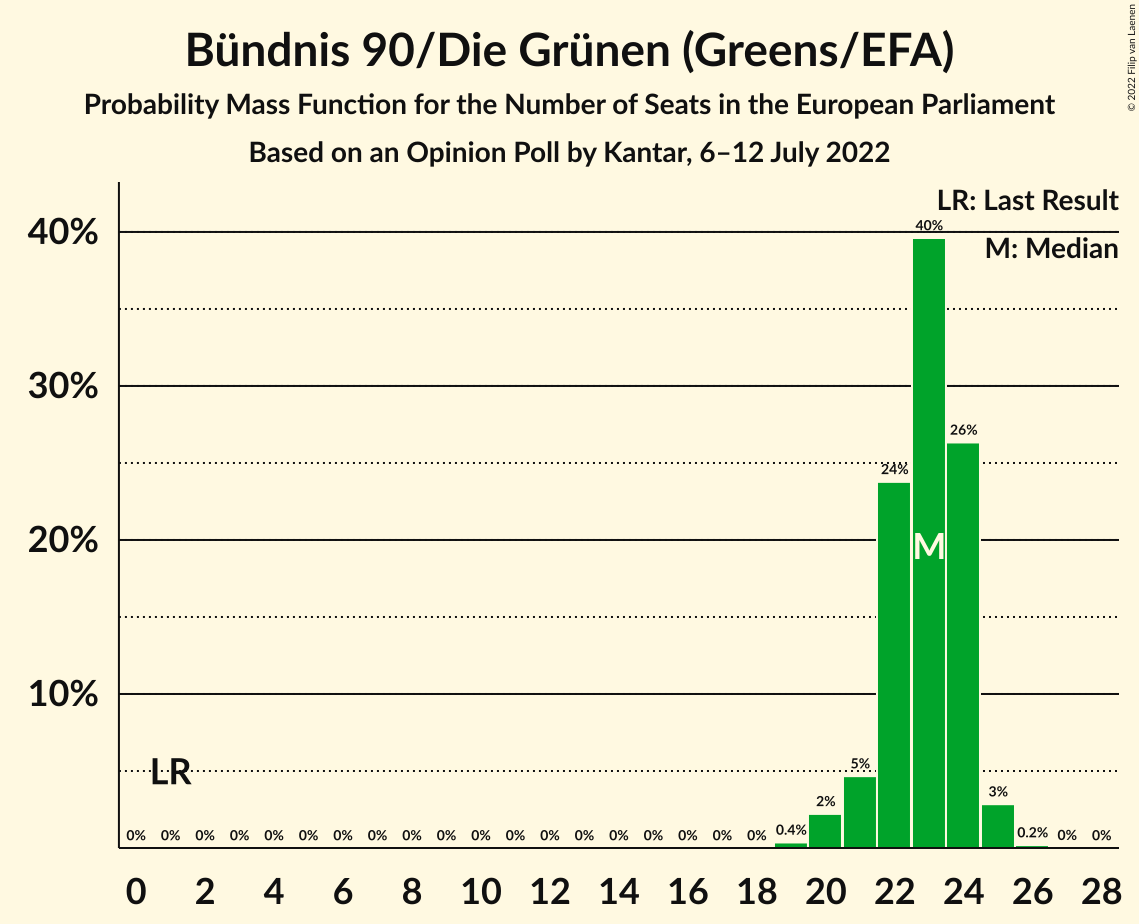 Bündnis 90/Die Grünen (Greens/EFA)
Probability Mass Function for the Number of Seats in the European Parliament
Based on an Opinion Poll by Kantar, 6–12 July 2022
© 2022 Filip van Laenen
LR: Last Result
M: Median
40%
30%
20%
10%
40%
26%
24%
M
LR
5%
3%
2%
0% 0% 0% 0% 0% 0% 0% 0% 0% 0% 0% 0% 0% 0% 0% 0% 0% 0% 0% 0.4% 0.2% 0% 0%
0 2 4 6 8 10 12 14 16 18 20 22 24 26 28